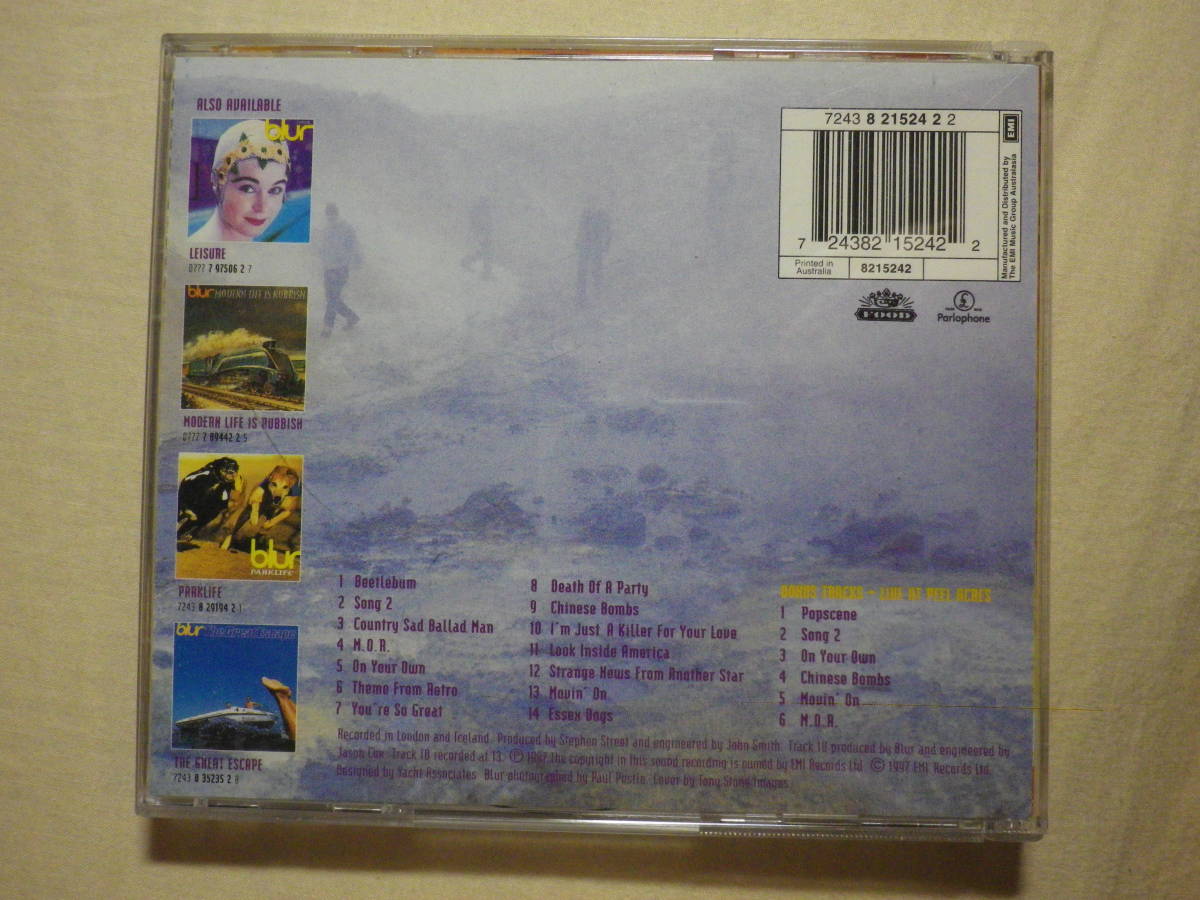 ALSO AVAILABLE
blur
LEISURE
0777 7 97506 2 7
blur MODERN LIFE IS RUBBISH
MODERN LIFE IS RUBBISH
0777 7 89442 2 5
blur
PARKLIFE
PARKLIFE
7243 8 29194 2 1
blur The Great Escape
THE GREAT ESCAPE
7243 8 35235 2 8
7243 8 21524 2 2
7 24382 15242 2
Printed in
Australia
8215242
EMI
Manufactured and Distributed by
The EMI Music Group Australasia
FOOD
Parlophone
1 Beetlebum
2 Song 2
3 Country Sad Ballad Man
4 M.O.R.
5 On Your Own
6 Theme From Retro
7 You're So Great
8 Death Of A Party
9 Chinese Bombs
10 I'm Just A Killer For Your Love
11 Look Inside America
12 Strange News From Another Star
13 Movin' On
14 Essex Dogs
BONUS TRACKS - LIVE AT PEEL ACRES
1 Popscene
2 Song 2
3 On Your Own
4 Chinese Bombs
5 Movin' On
6 M.O.R.
Recorded in London and Iceland. Produced by Stephen Street and engineered by John Smith. Track 10 produced by Blur and engineered by
Jason Cox. Track 10 recorded at 13. ℗ 1997 The copyright in this sound recording is owned by EMI Records Ltd. © 1997 EMI Records Ltd.
Designed by Yacht Associates. Blur photographed by Paul Postle. Cover by Tony Stone Images.